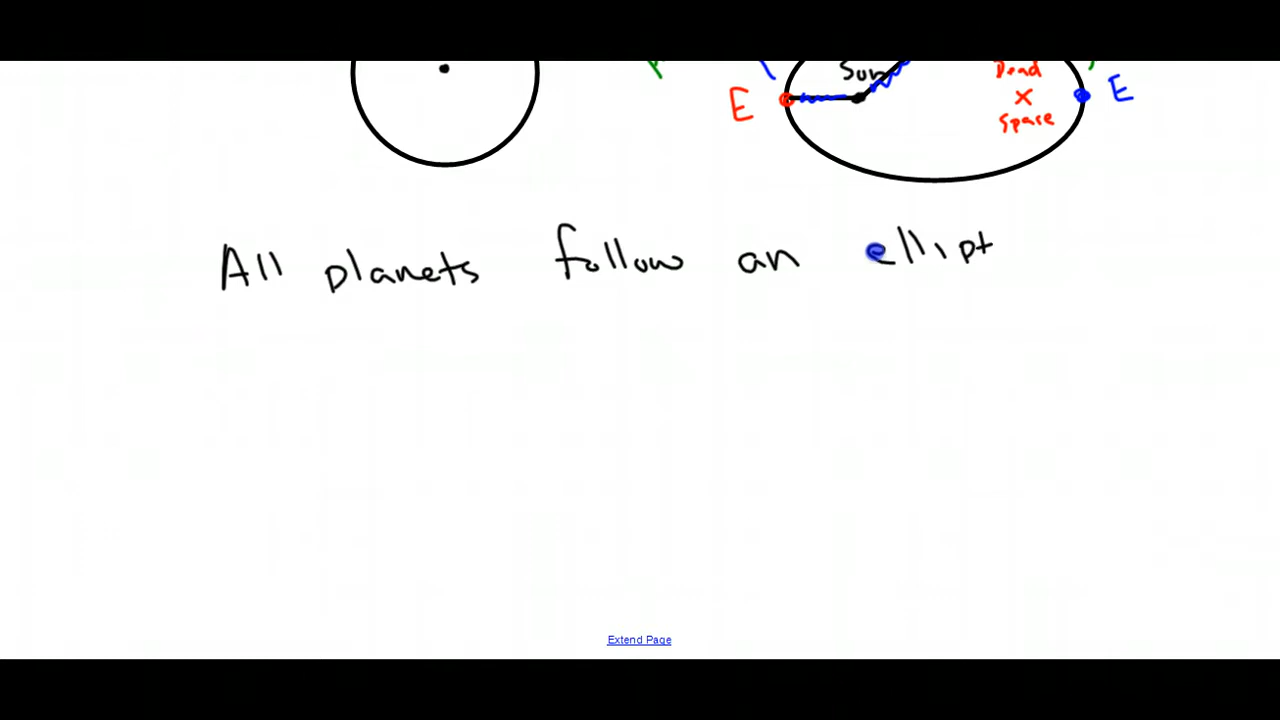 Sun
Dead
E
E
Space
All planets follow an ellipt
Extend Page